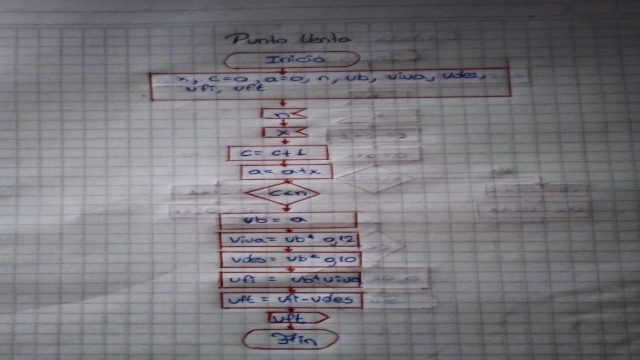 Punto Venta
Inicio
x, c=0, a=0, n, vb, viva, vdes,
vfi, vft
n
x
c= c+1
a= a+x
c<n
vb = a
viva= vb* 0,12
vdes= vb* 0,10
vfi = vb+viva
vft = vfi-vdes
vft
Fin